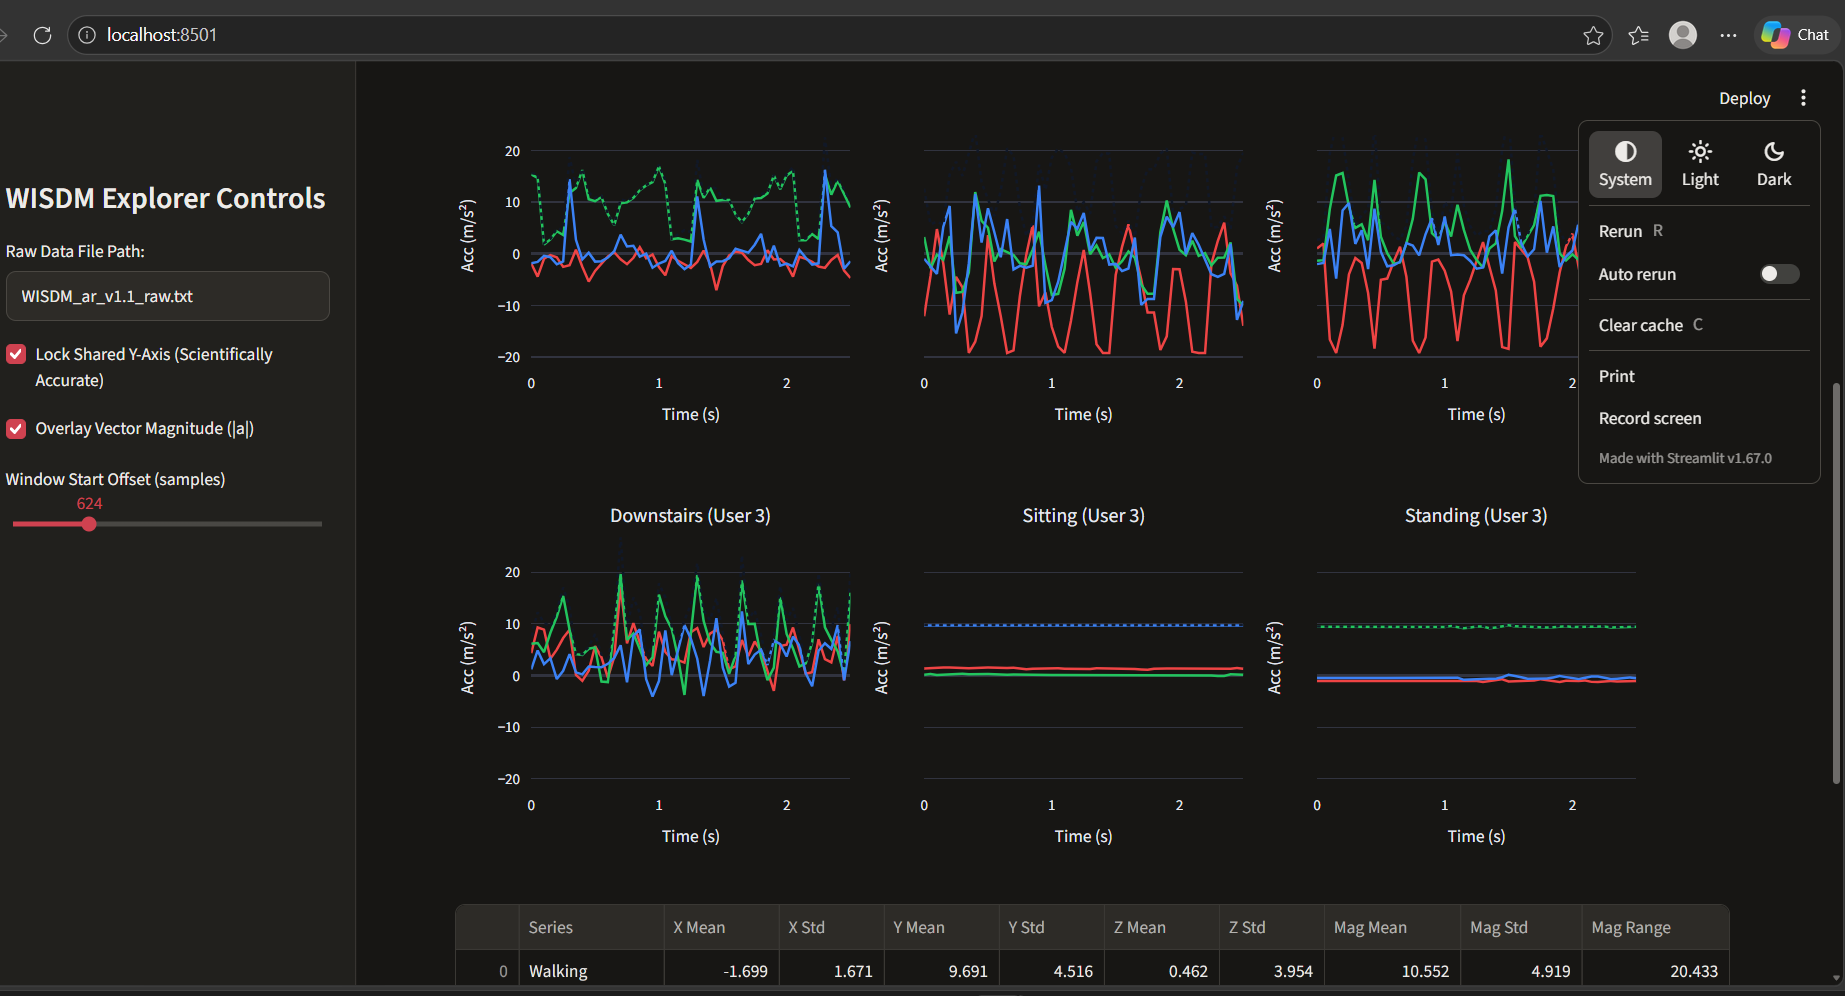 localhost:8501
Chat
Deploy
System
Light
Dark
Rerun R
Auto rerun
Clear cache C
Print
Record screen
Made with Streamlit v1.67.0
WISDM Explorer Controls
Raw Data File Path:
WISDM_ar_v1.1_raw.txt
Lock Shared Y-Axis (Scientifically
Accurate)
Overlay Vector Magnitude (|a|)
Window Start Offset (samples)
624
Acc (m/s²)
20
10
0
−10
−20
0 1 2
Time (s)
Acc (m/s²)
0 1 2
Time (s)
Acc (m/s²)
0 1 2
Time (s)
Downstairs (User 3)
Acc (m/s²)
20
10
0
−10
−20
0 1 2
Time (s)
Sitting (User 3)
Acc (m/s²)
0 1 2
Time (s)
Standing (User 3)
Acc (m/s²)
0 1 2
Time (s)
Series X Mean X Std Y Mean Y Std Z Mean Z Std Mag Mean Mag Std Mag Range
0 Walking -1.699 1.671 9.691 4.516 0.462 3.954 10.552 4.919 20.433